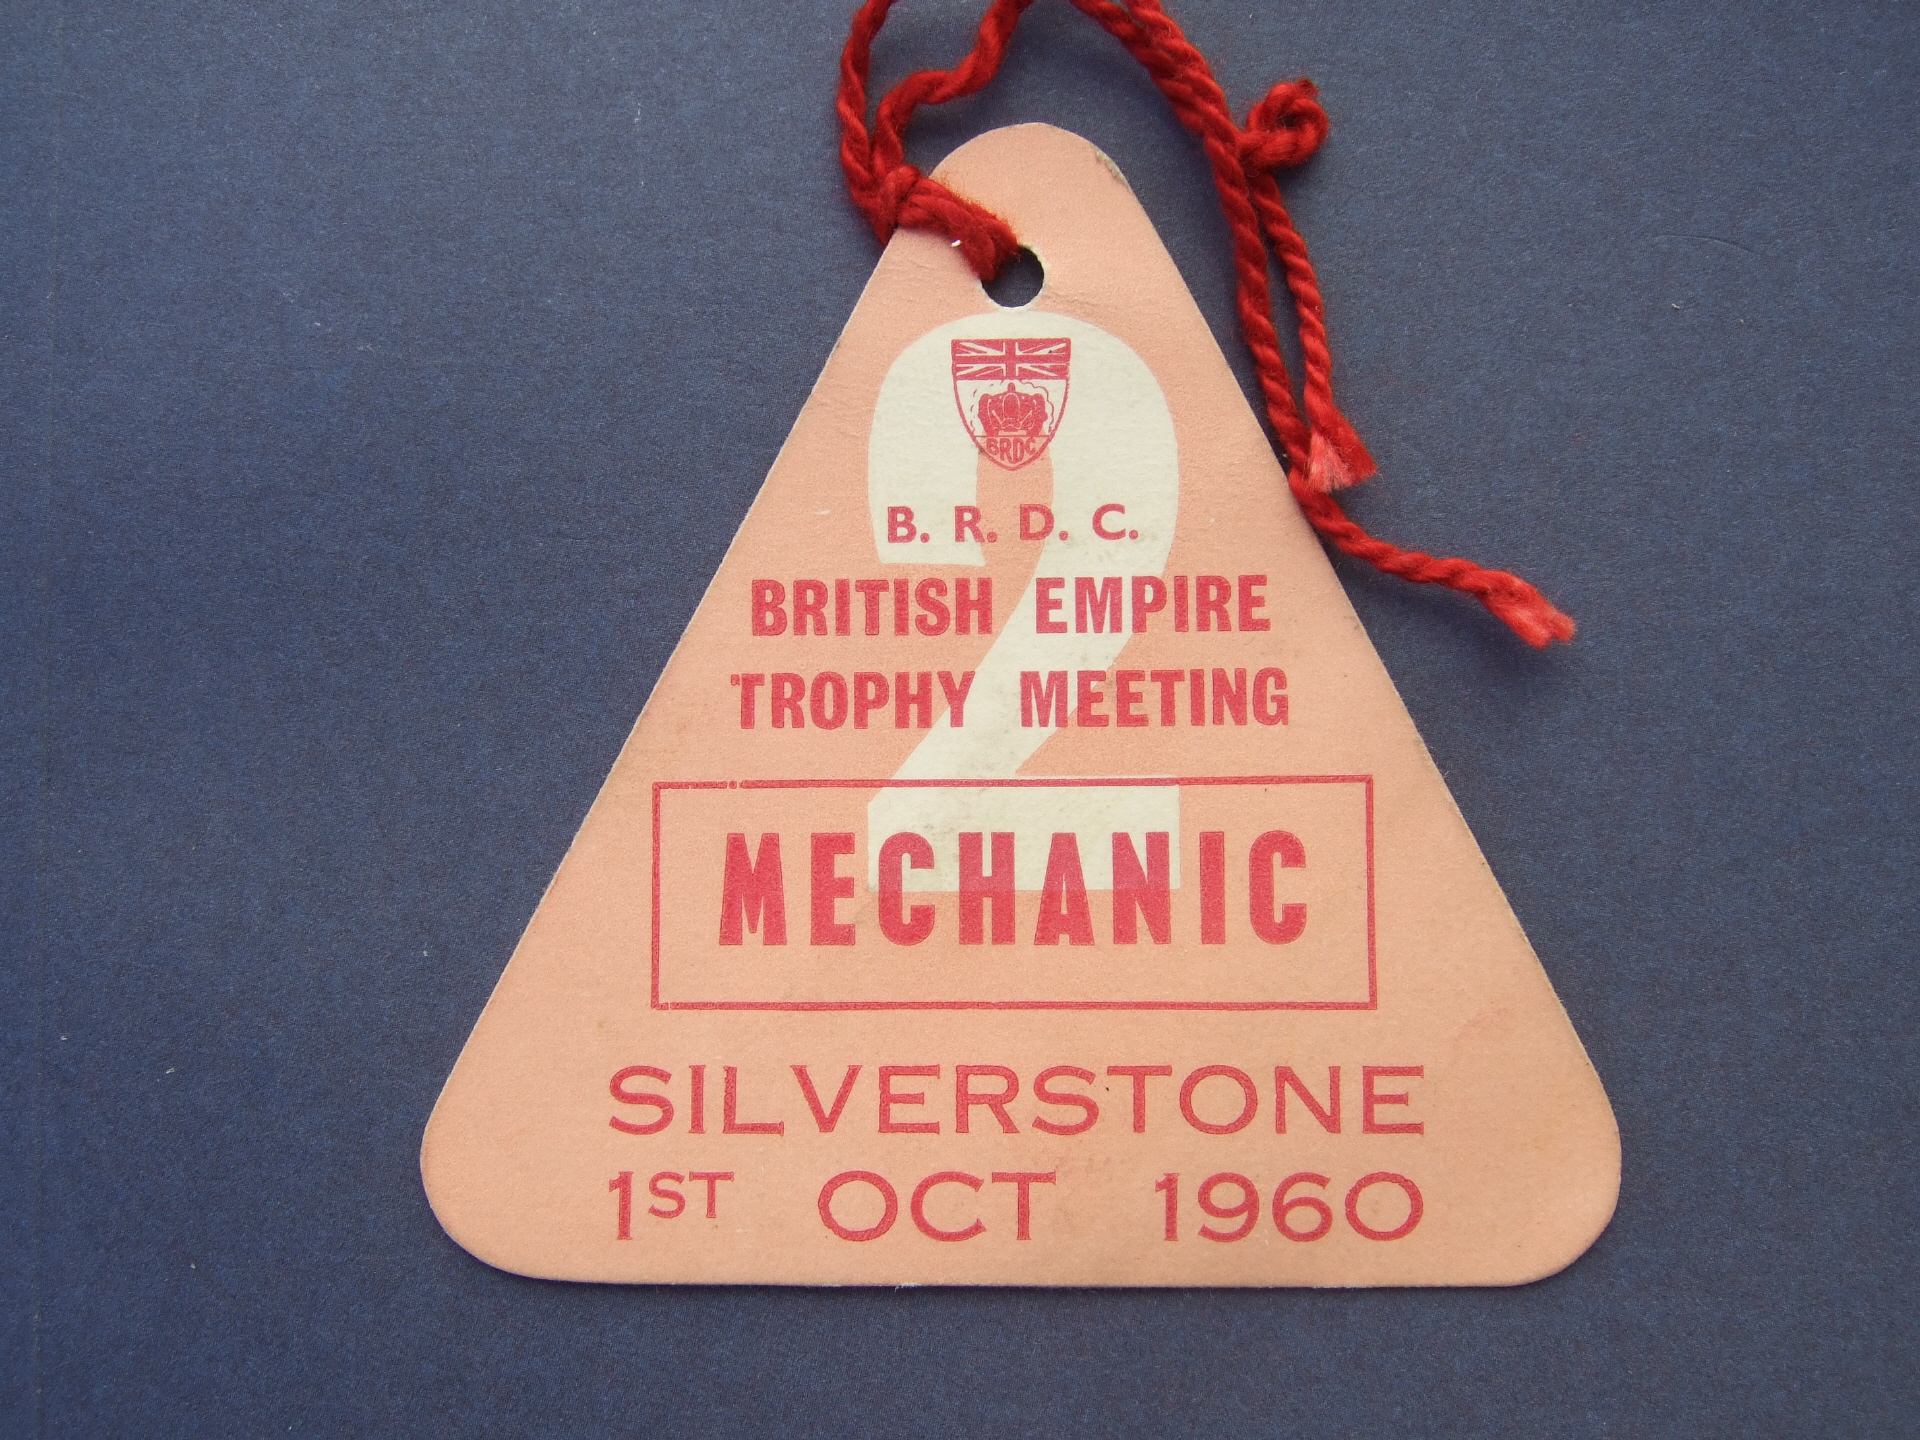 2
BRDC
B. R. D. C.
BRITISH EMPIRE
TROPHY MEETING
MECHANIC
SILVERSTONE
1ST OCT 1960